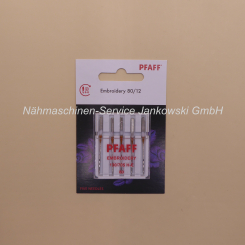 PFAFF
Embroidery 80/12
Nähmaschinen-Service Jankowski GmbH
PFAFF
EMBROIDERY